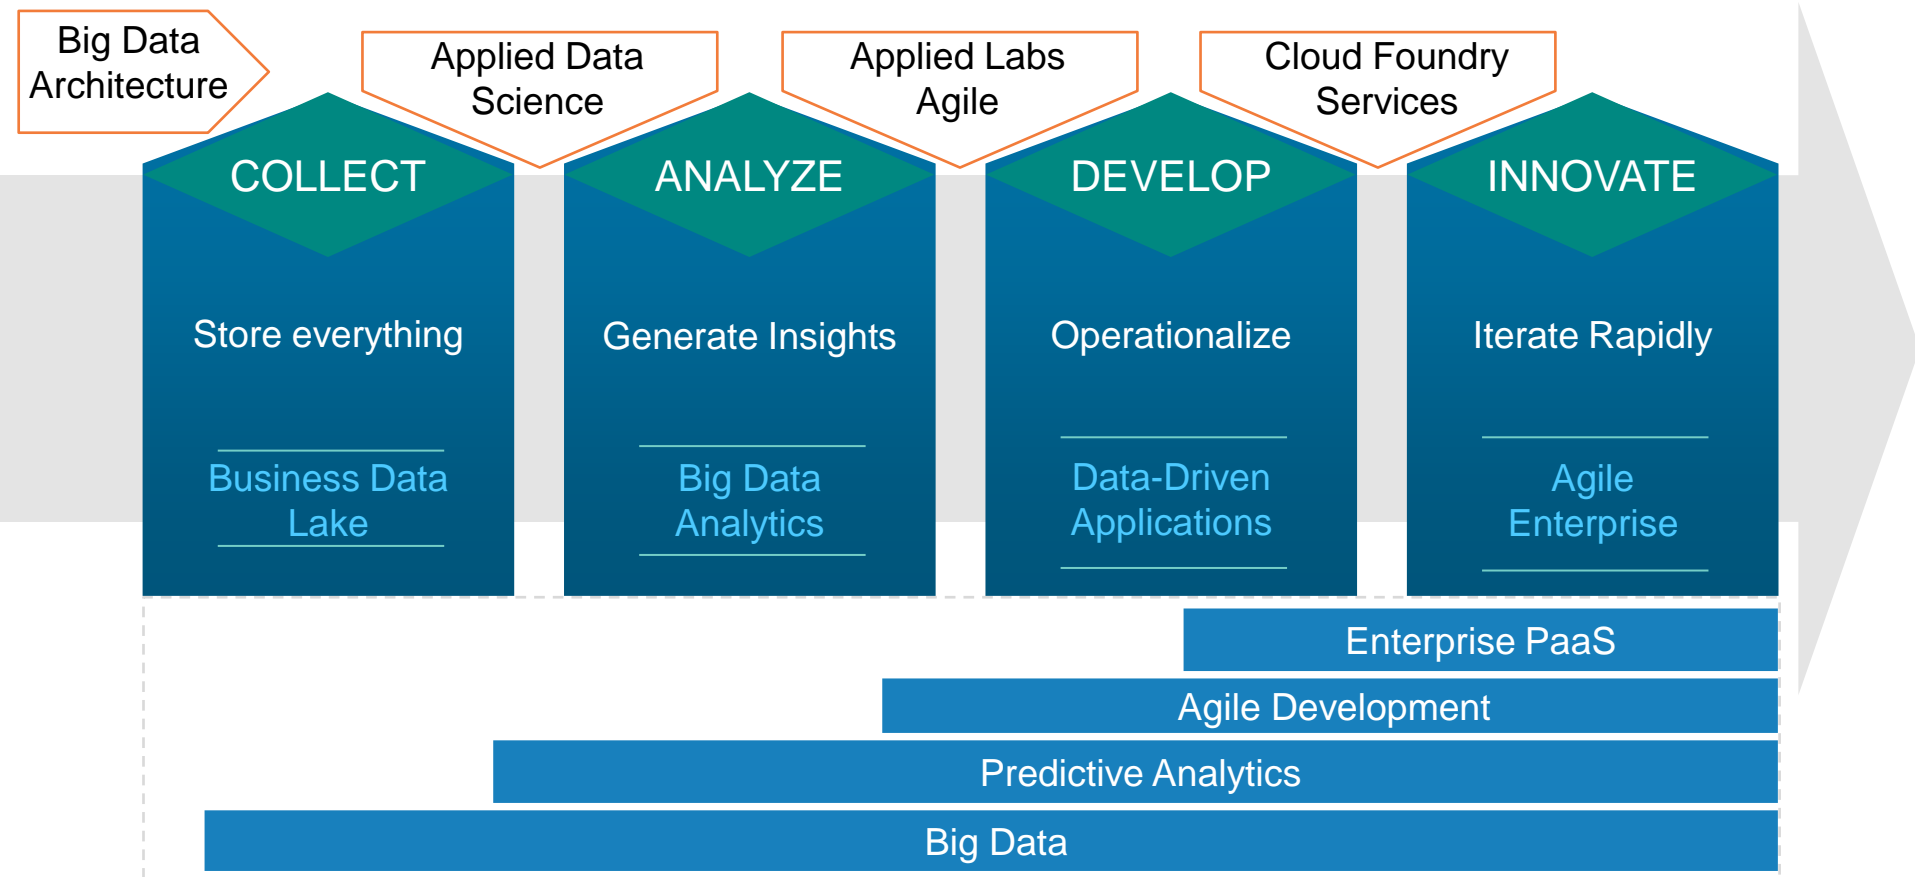 Big Data
Architecture
Applied Data
Science
Applied Labs
Agile
Cloud Foundry
Services
COLLECT
ANALYZE
DEVELOP
INNOVATE
Store everything
Generate Insights
Operationalize
Iterate Rapidly
Business Data
Lake
Big Data
Analytics
Data-Driven
Applications
Agile
Enterprise
Enterprise PaaS
Agile Development
Predictive Analytics
Big Data